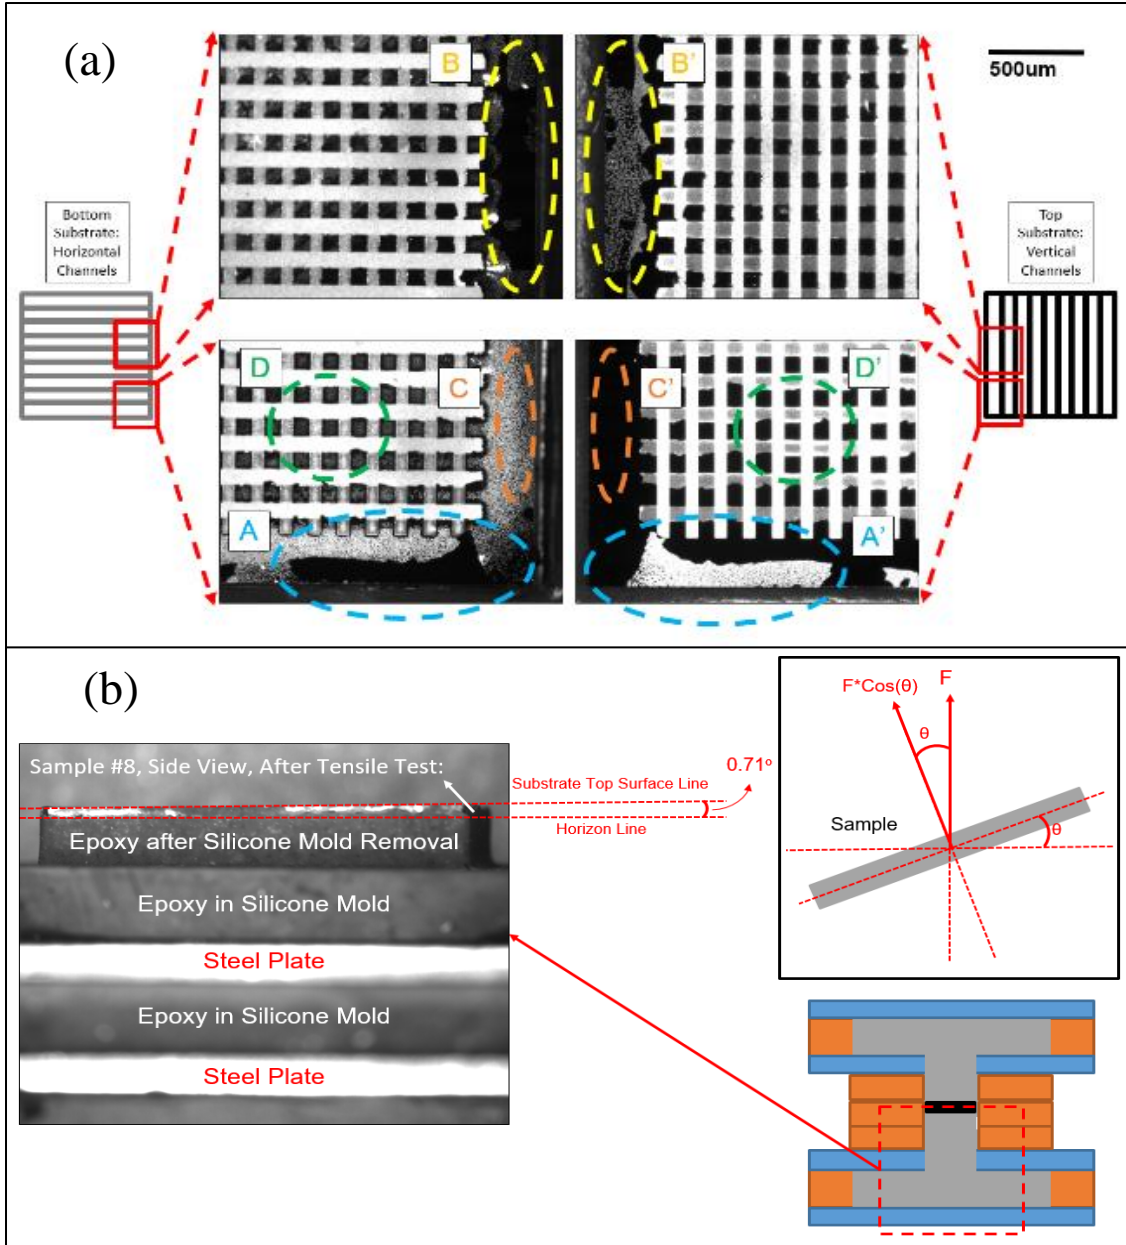 (a)
B
B’
500um
Bottom
Substrate:
Horizontal
Channels
Top
Substrate:
Vertical
Channels
D
C
C’
D’
A
A’
(b)
Sample #8, Side View, After Tensile Test:
Epoxy after Silicone Mold Removal
Epoxy in Silicone Mold
Steel Plate
Epoxy in Silicone Mold
Steel Plate
Substrate Top Surface Line
Horizon Line
0.71º
F*Cos(θ)
F
θ
Sample
θ